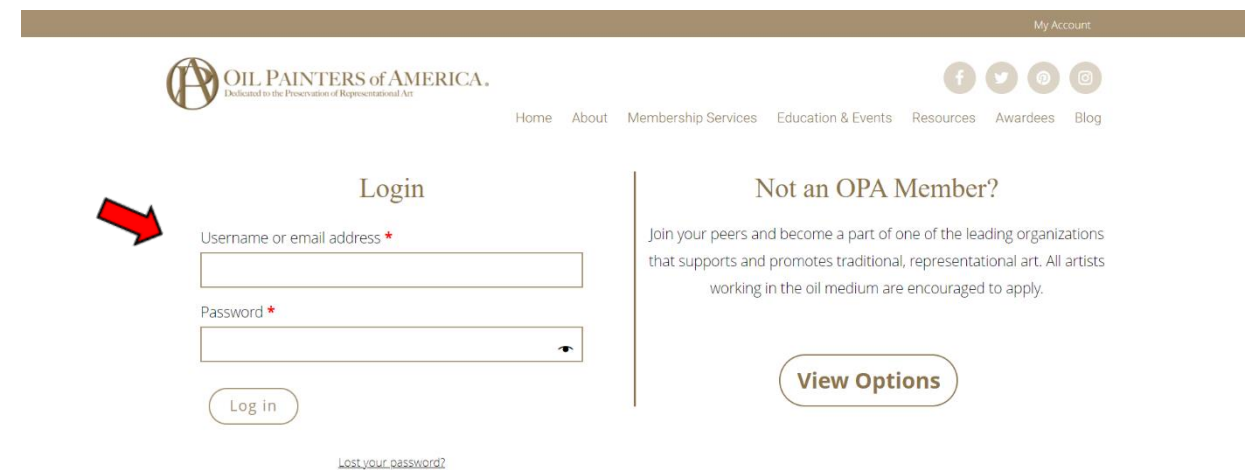 My Account
OIL PAINTERS of AMERICA®
Dedicated to the Preservation of Representational Art
Home About Membership Services Education & Events Resources Awardees Blog
Login
Username or email address *
Password *
Log in
Lost your password?
Not an OPA Member?
Join your peers and become a part of one of the leading organizations
that supports and promotes traditional, representational art. All artists
working in the oil medium are encouraged to apply.
View Options